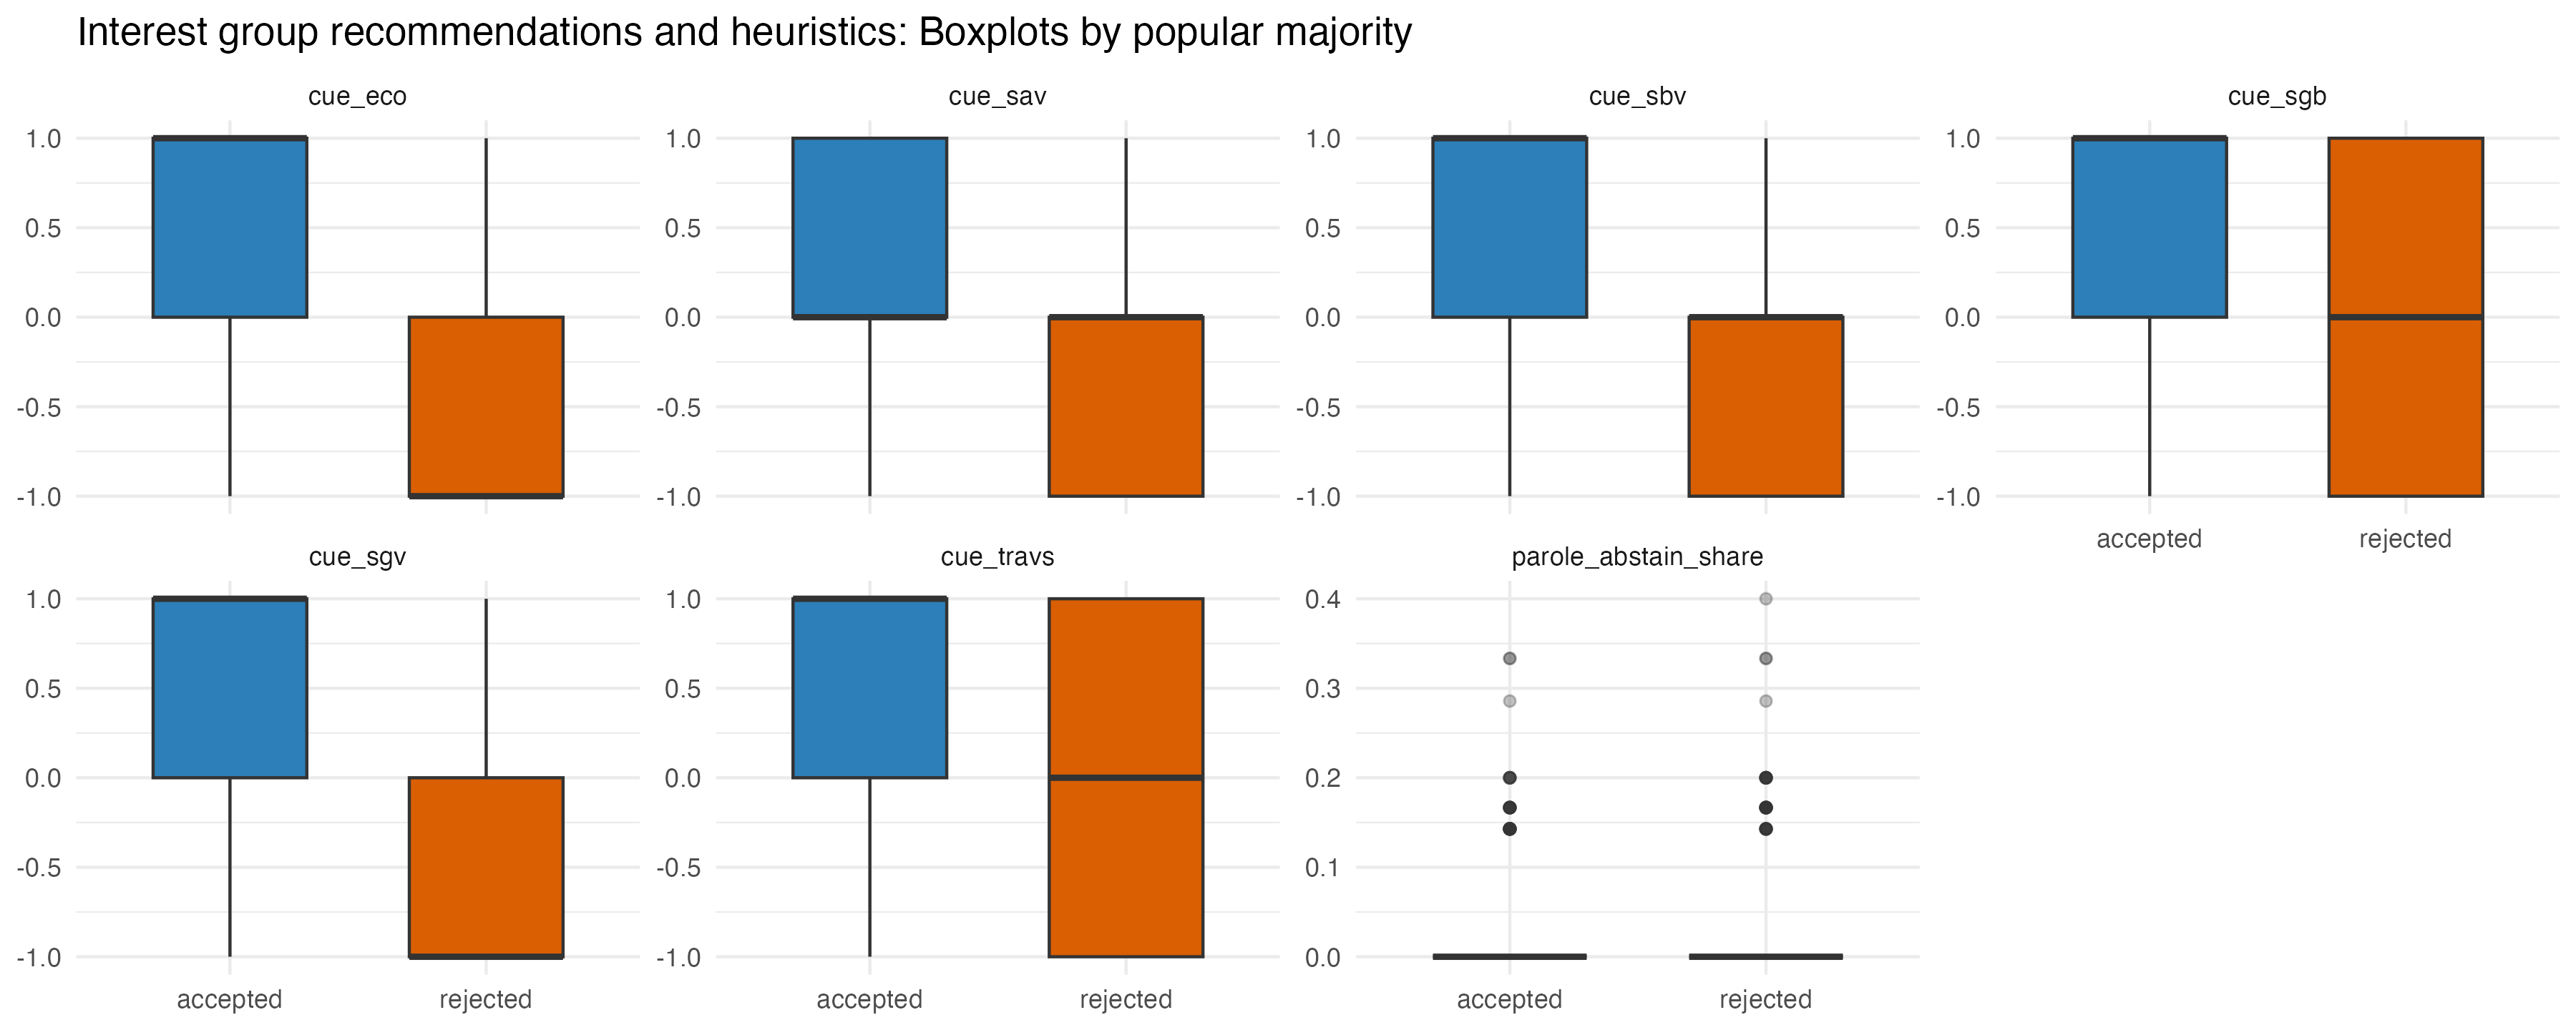 Interest group recommendations and heuristics: Boxplots by popular majority
cue_eco
cue_sav
cue_sbv
cue_sgb
1.0
0.5
0.0
-0.5
-1.0
1.0
0.5
0.0
-0.5
-1.0
1.0
0.5
0.0
-0.5
-1.0
1.0
0.5
0.0
-0.5
-1.0
accepted rejected
cue_sgv
cue_travs
parole_abstain_share
1.0
0.5
0.0
-0.5
-1.0
accepted rejected
1.0
0.5
0.0
-0.5
-1.0
accepted rejected
0.4
0.3
0.2
0.1
0.0
accepted rejected